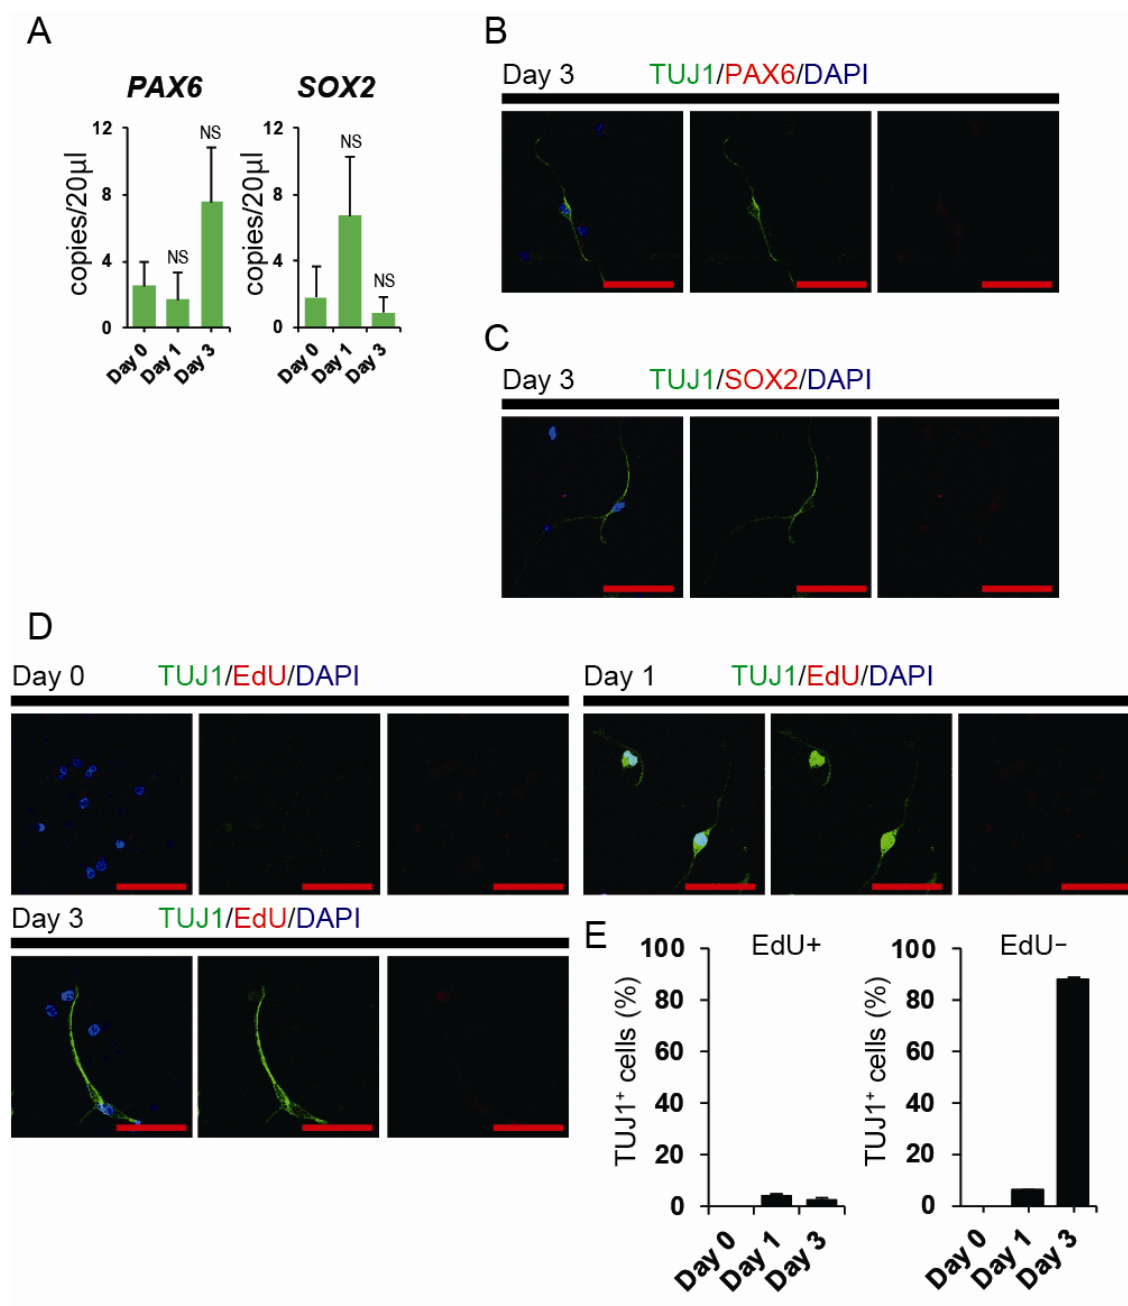 A
PAX6
SOX2
copies/20µl
12
8
4
0
NS
NS
Day 0
Day 1
Day 3
copies/20µl
12
8
4
0
NS
NS
Day 0
Day 1
Day 3
B
Day 3 TUJ1/PAX6/DAPI
C
Day 3 TUJ1/SOX2/DAPI
D
Day 0 TUJ1/EdU/DAPI
Day 1 TUJ1/EdU/DAPI
Day 3 TUJ1/EdU/DAPI
E
EdU+
TUJ1+ cells (%)
100
80
60
40
20
0
Day 0
Day 1
Day 3
EdU−
TUJ1+ cells (%)
100
80
60
40
20
0
Day 0
Day 1
Day 3